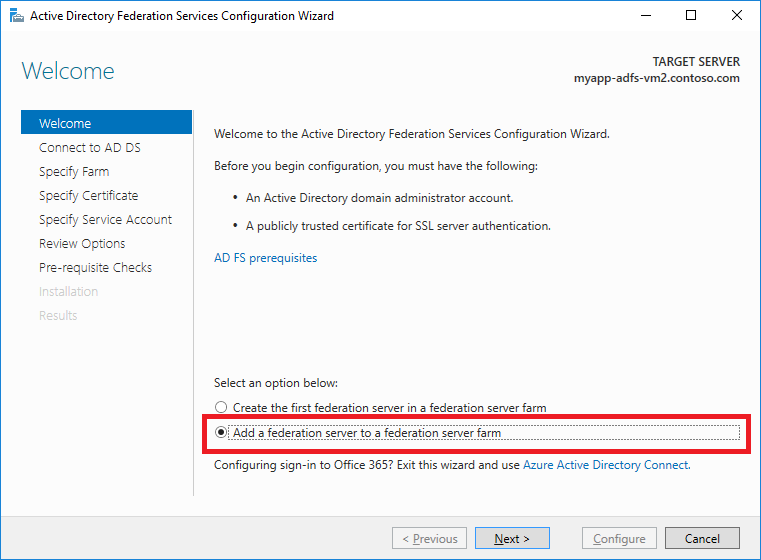 Active Directory Federation Services Configuration Wizard
Welcome
TARGET SERVER
myapp-adfs-vm2.contoso.com
Welcome
Connect to AD DS
Specify Farm
Specify Certificate
Specify Service Account
Review Options
Pre-requisite Checks
Installation
Results
Welcome to the Active Directory Federation Services Configuration Wizard.
Before you begin configuration, you must have the following:
• An Active Directory domain administrator account.
• A publicly trusted certificate for SSL server authentication.
AD FS prerequisites
Select an option below:
Create the first federation server in a federation server farm
Add a federation server to a federation server farm
Configuring sign-in to Office 365? Exit this wizard and use Azure Active Directory Connect.
< Previous
Next >
Configure
Cancel